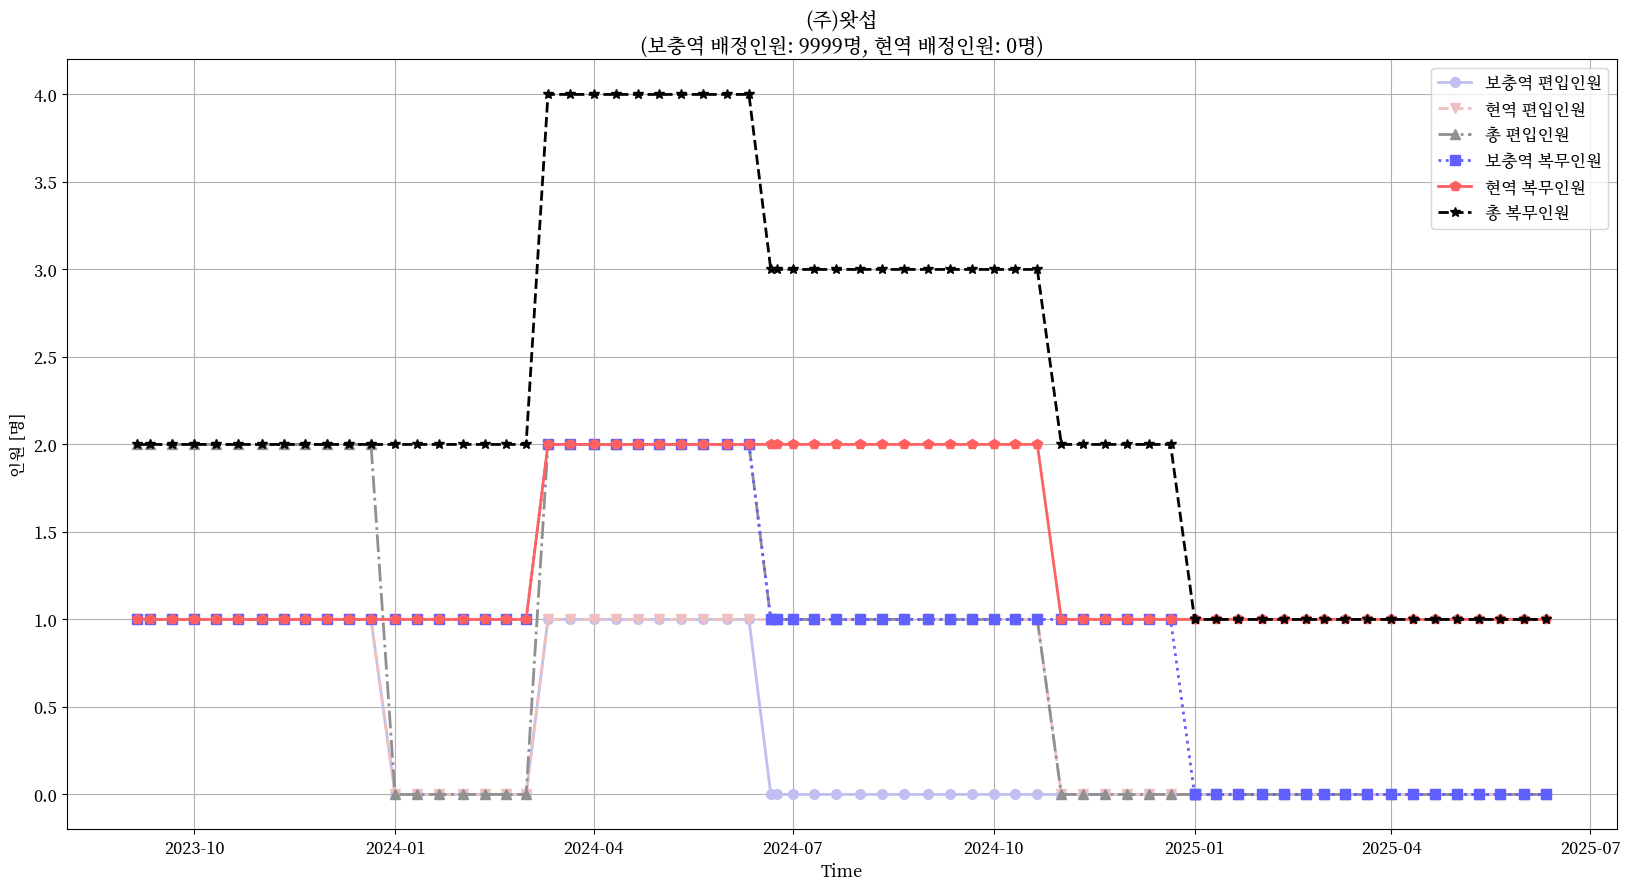 (주)왓섭
(보충역 배정인원: 9999명, 현역 배정인원: 0명)
보충역 편입인원
현역 편입인원
총 편입인원
보충역 복무인원
현역 복무인원
총 복무인원
인원 [명]
4.0
3.5
3.0
2.5
2.0
1.5
1.0
0.5
0.0
2023-10
2024-01
2024-04
2024-07
2024-10
2025-01
2025-04
2025-07
Time